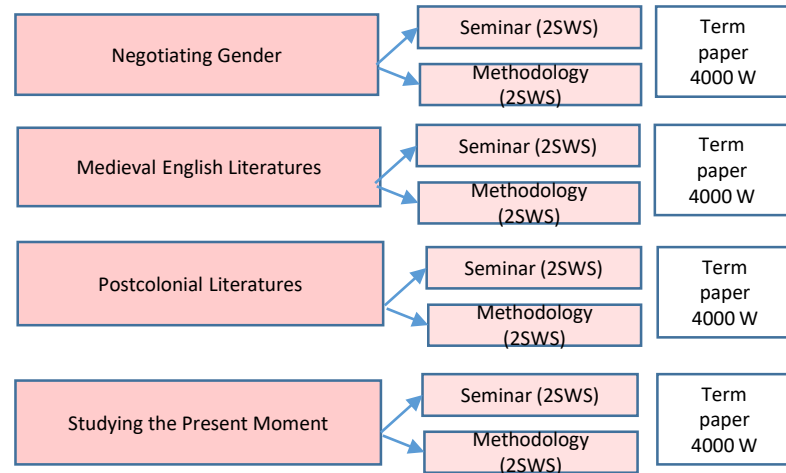 Negotiating Gender
Seminar (2SWS)
Methodology
(2SWS)
Term
paper
4000 W
Medieval English Literatures
Seminar (2SWS)
Methodology
(2SWS)
Term
paper
4000 W
Postcolonial Literatures
Seminar (2SWS)
Methodology
(2SWS)
Term
paper
4000 W
Studying the Present Moment
Seminar (2SWS)
Methodology
(2SWS)
Term
paper
4000 W